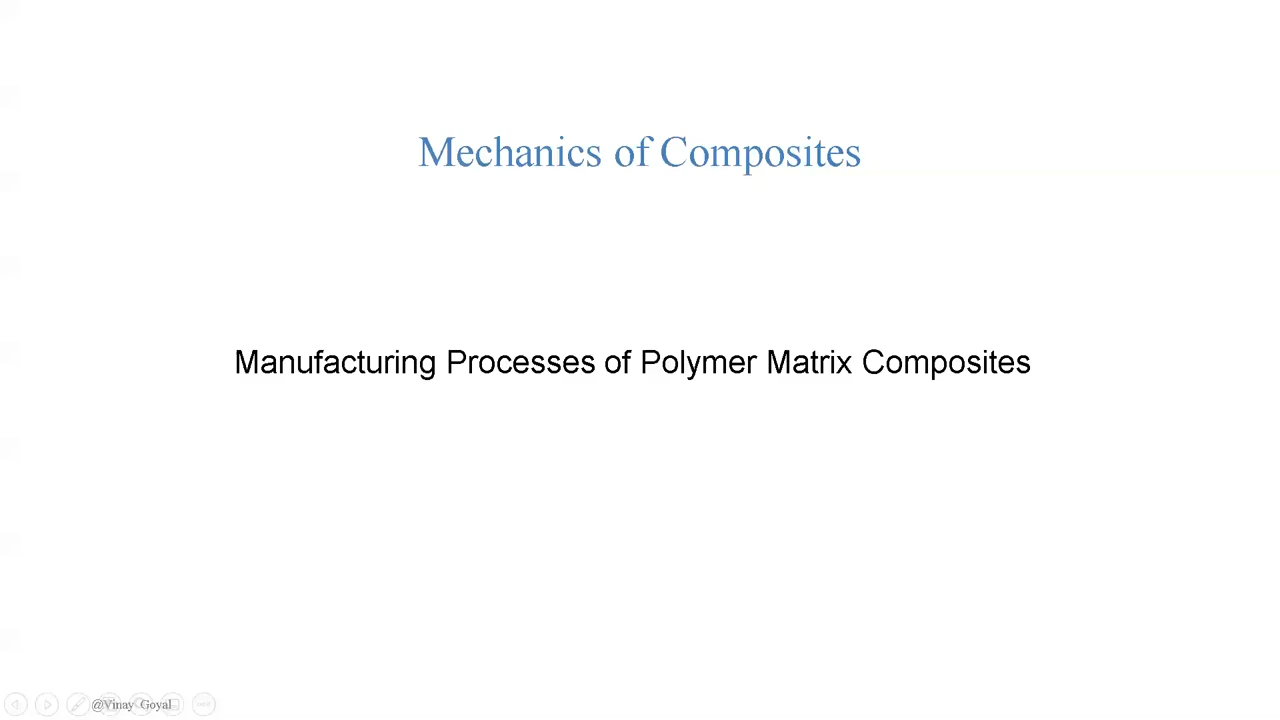 Mechanics of Composites
Manufacturing Processes of Polymer Matrix Composites
@Vinay Goyal